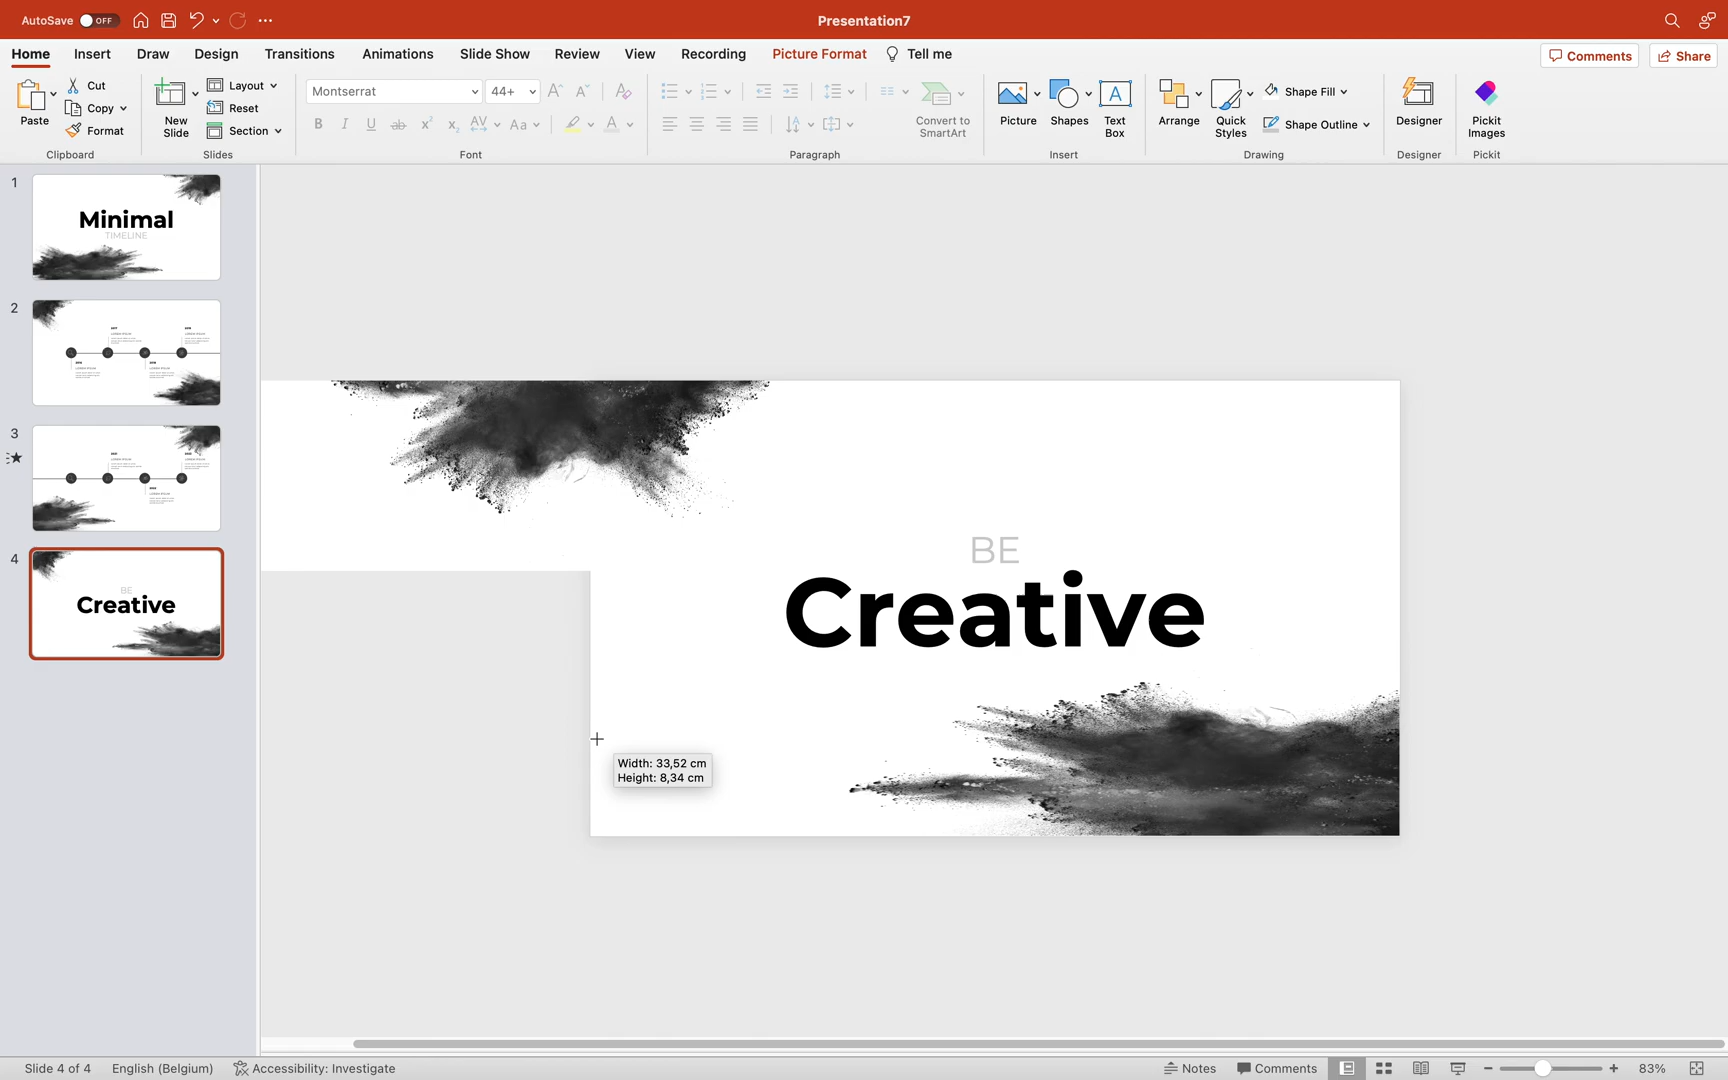 AutoSave OFF
Presentation7
Home Insert Draw Design Transitions Animations Slide Show Review View Recording Picture Format Tell me
Comments Share
Paste
Cut
Copy
Format
Clipboard
New
Slide
Layout
Reset
Section
Slides
Montserrat 44+
Font
Convert to
SmartArt
Paragraph
Picture
Shapes
Text
Box
Insert
Arrange
Quick
Styles
Shape Fill
Shape Outline
Drawing
Designer
Designer
Pickit
Images
Pickit
1
Minimal
TIMELINE
2
3
4
BE
Creative
BE
Creative
Width: 33,52 cm
Height: 8,34 cm
Slide 4 of 4 English (Belgium) Accessibility: Investigate
Notes Comments 83%